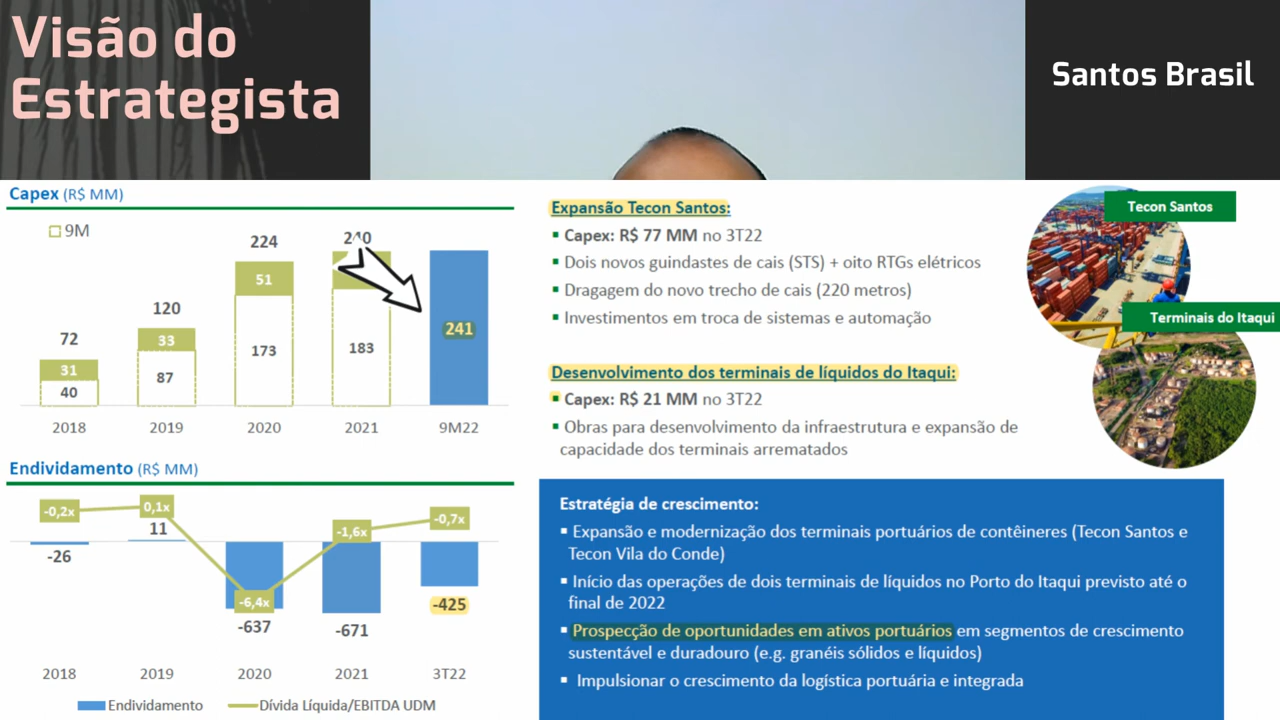 Visão do
Estrategista
Santos Brasil
Capex (R$ MM)
9M
72
31
40
2018
120
33
87
2019
224
51
173
2020
240
183
2021
241
9M22
Endividamento (R$ MM)
-0,2x
0,1x
-6,4x
-1,6x
-0,7x
-26
11
-637
-671
-425
2018
2019
2020
2021
3T22
Endividamento
Dívida Líquida/EBITDA UDM
Expansão Tecon Santos:
▪ Capex: R$ 77 MM no 3T22
▪ Dois novos guindastes de cais (STS) + oito RTGs elétricos
▪ Dragagem do novo trecho de cais (220 metros)
▪ Investimentos em troca de sistemas e automação
Desenvolvimento dos terminais de líquidos do Itaqui:
▪ Capex: R$ 21 MM no 3T22
▪ Obras para desenvolvimento da infraestrutura e expansão de
capacidade dos terminais arrematados
Tecon Santos
Terminais do Itaqui
Estratégia de crescimento:
▪ Expansão e modernização dos terminais portuários de contêineres (Tecon Santos e
Tecon Vila do Conde)
▪ Início das operações de dois terminais de líquidos no Porto do Itaqui previsto até o
final de 2022
▪ Prospecção de oportunidades em ativos portuários em segmentos de crescimento
sustentável e duradouro (e.g. granéis sólidos e líquidos)
▪ Impulsionar o crescimento da logística portuária e integrada